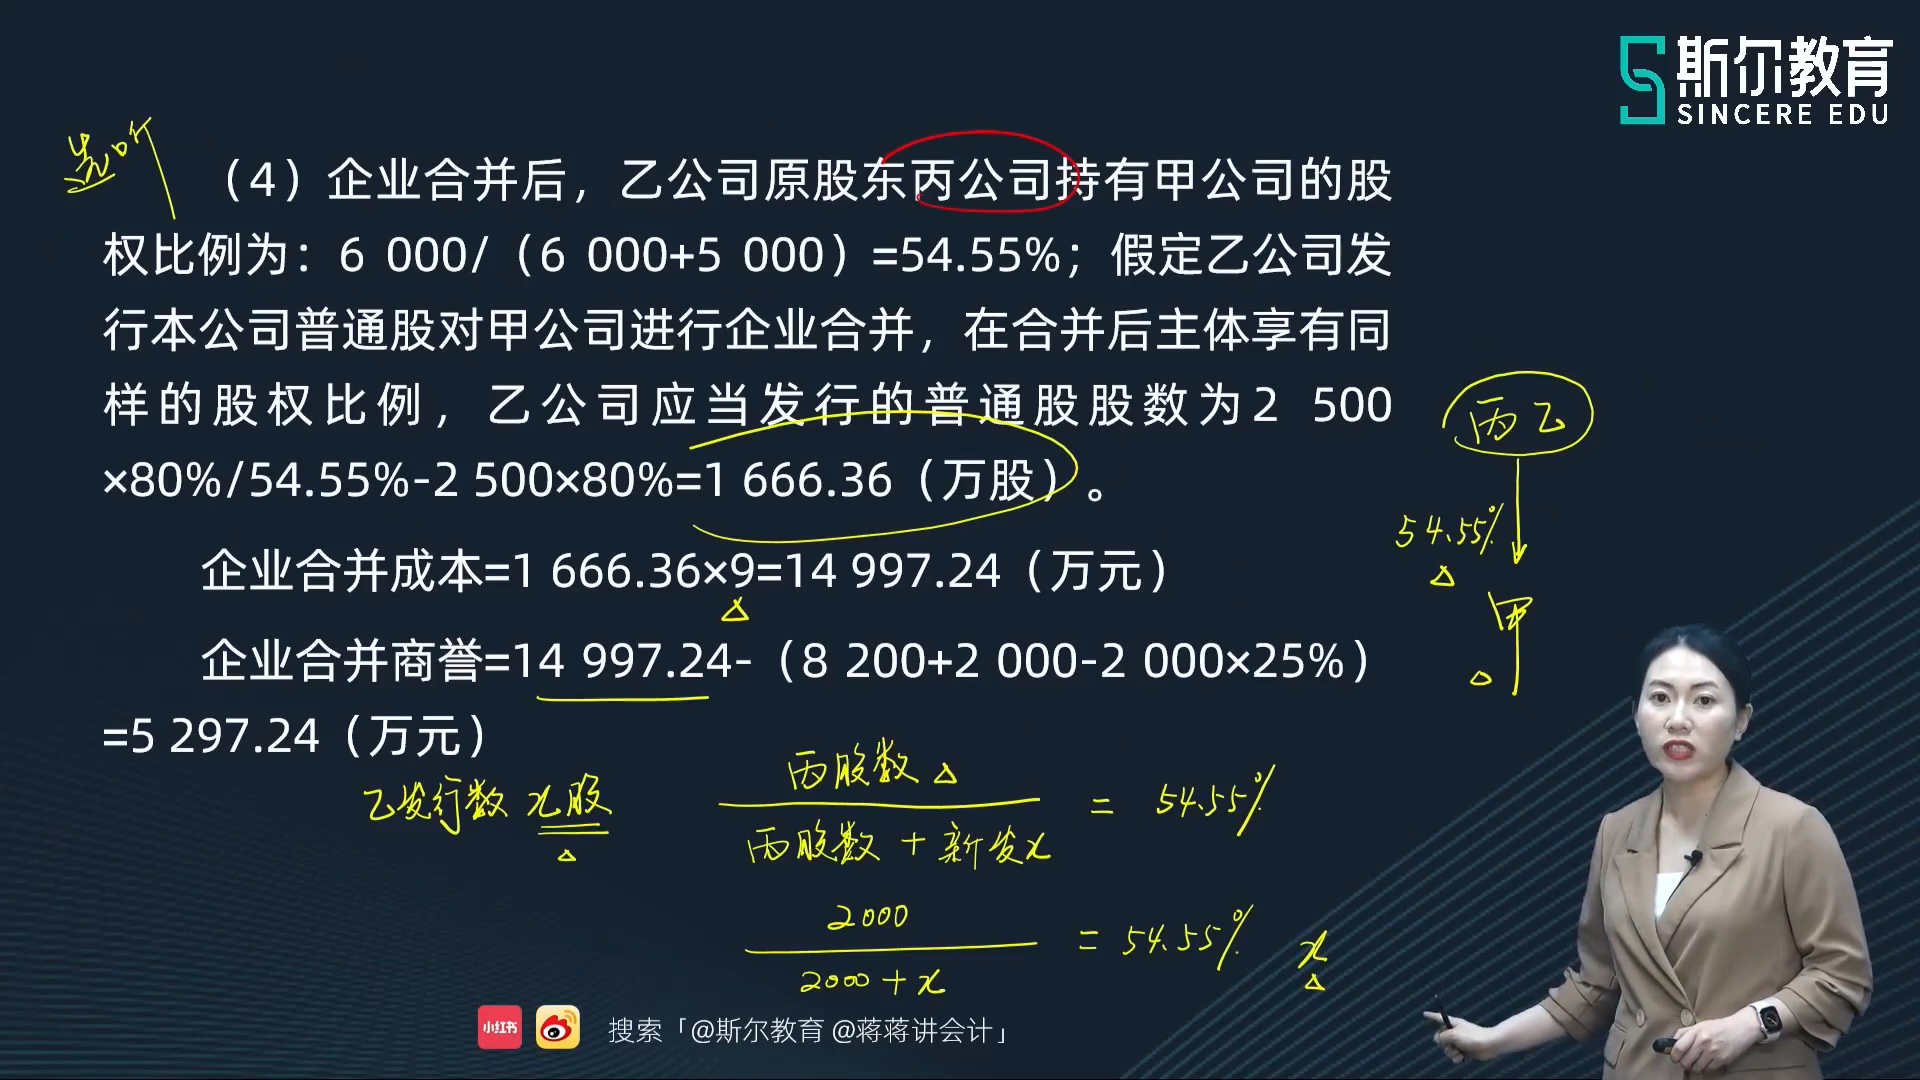 斯尔教育
SINCERE EDU
选哪个
（4）企业合并后，乙公司原股东丙公司持有甲公司的股
权比例为：6 000/（6 000+5 000）=54.55%；假定乙公司发
行本公司普通股对甲公司进行企业合并，在合并后主体享有同
样的股权比例，乙公司应当发行的普通股股数为2 500
×80%/54.55%-2 500×80%=1 666.36（万股）。
企业合并成本=1 666.36×9=14 997.24（万元）
企业合并商誉=14 997.24-（8 200+2 000-2 000×25%）
=5 297.24（万元）
丙乙
54.55%
甲
乙发行数 x股
丙股数
丙股数 + 新发x
= 54.55%
2000
2000 + x
= 54.55%
x
小红书
搜索「@斯尔教育 @蒋蒋讲会计」